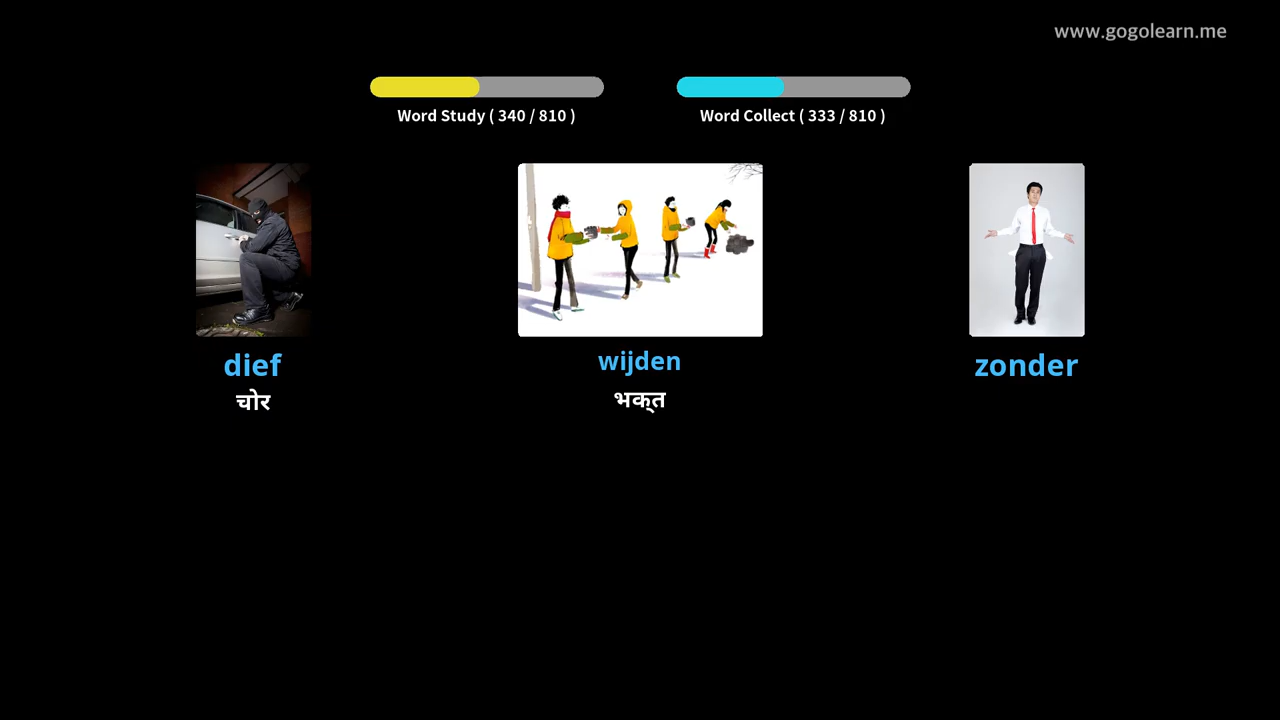 www.gogolearn.me
Word Study ( 340 / 810 )
Word Collect ( 333 / 810 )
dief
चोर
wijden
भक्त
zonder